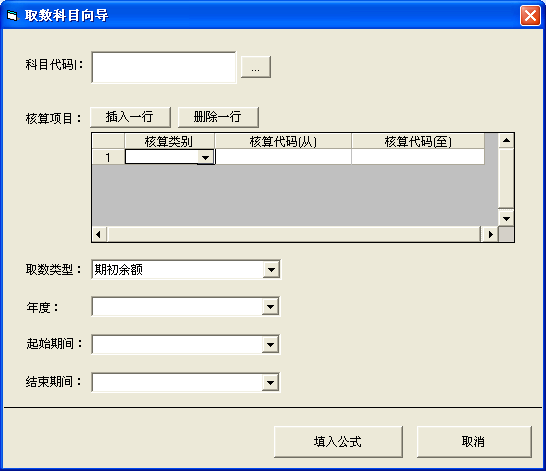 取数科目向导
科目代码|：
...
核算项目：
插入一行
删除一行
核算类别 核算代码(从) 核算代码(至)
1
取数类型：
期初余额
年度：
起始期间：
结束期间：
填入公式
取消